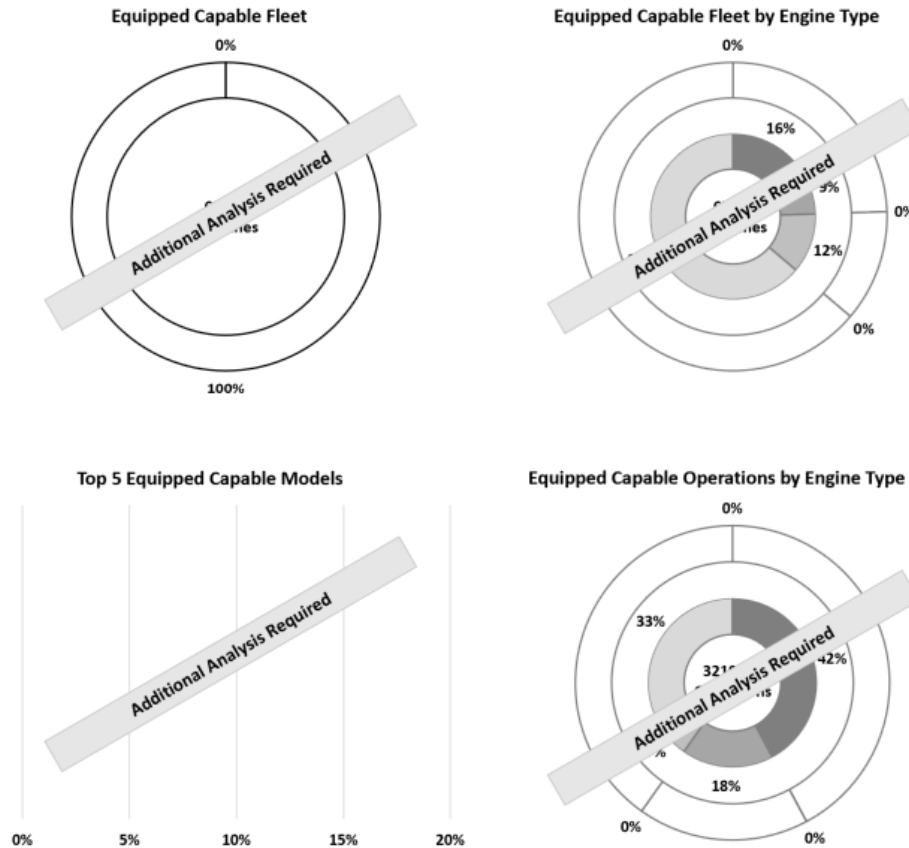 Equipped Capable Fleet
0%
Additional Analysis Required
100%
Equipped Capable Fleet by Engine Type
0%
16%
9%
Additional Analysis Required
0%
12%
0%
Top 5 Equipped Capable Models
Additional Analysis Required
0% 5% 10% 15% 20%
Equipped Capable Operations by Engine Type
0%
33%
42%
Additional Analysis Required
18%
0%
0%